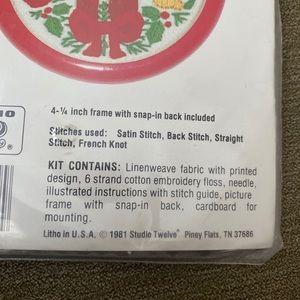 4-¼ inch frame with snap-in back included
Stitches used: Satin Stitch, Back Stitch, Straight
Stitch, French Knot
KIT CONTAINS: Linenweave fabric with printed
design, 6 strand cotton embroidery floss, needle,
illustrated instructions with stitch guide, picture
frame with snap-in back, cardboard for
mounting.
Litho in U.S.A. © 1981 Studio Twelve® Piney Flats, TN 37686